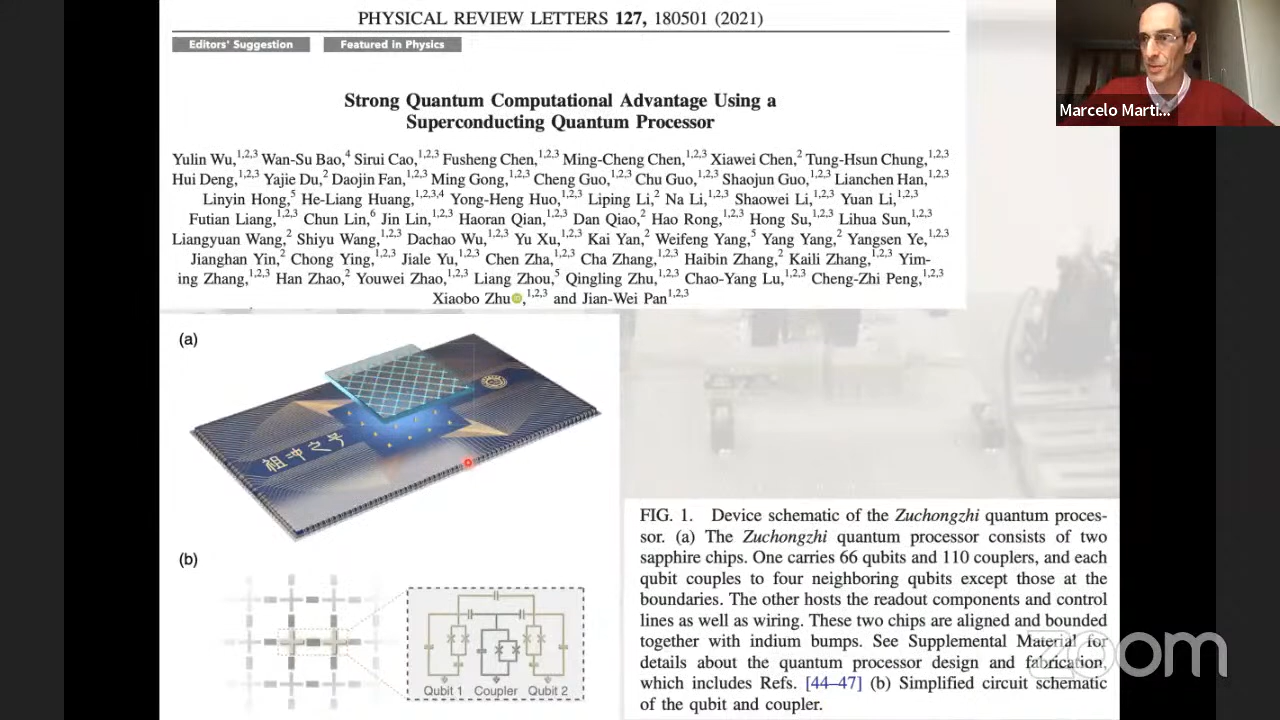 PHYSICAL REVIEW LETTERS 127, 180501 (2021)
Editors' Suggestion Featured in Physics
Strong Quantum Computational Advantage Using a
Superconducting Quantum Processor
Yulin Wu,1,2,3 Wan-Su Bao,4 Sirui Cao,1,2,3 Fusheng Chen,1,2,3 Ming-Cheng Chen,1,2,3 Xiawei Chen,2 Tung-Hsun Chung,1,2,3
Hui Deng,1,2,3 Yajie Du,2 Daojin Fan,1,2,3 Ming Gong,1,2,3 Cheng Guo,1,2,3 Chu Guo,1,2,3 Shaojun Guo,1,2,3 Lianchen Han,1,2,3
Linyin Hong,5 He-Liang Huang,1,2,3,4 Yong-Heng Huo,1,2,3 Liping Li,2 Na Li,1,2,3 Shaowei Li,1,2,3 Yuan Li,1,2,3
Futian Liang,1,2,3 Chun Lin,6 Jin Lin,1,2,3 Haoran Qian,1,2,3 Dan Qiao,2 Hao Rong,1,2,3 Hong Su,1,2,3 Lihua Sun,1,2,3
Liangyuan Wang,2 Shiyu Wang,1,2,3 Dachao Wu,1,2,3 Yu Xu,1,2,3 Kai Yan,2 Weifeng Yang,5 Yang Yang,2 Yangsen Ye,1,2,3
Jianghan Yin,2 Chong Ying,1,2,3 Jiale Yu,1,2,3 Chen Zha,1,2,3 Cha Zhang,1,2,3 Haibin Zhang,2 Kaili Zhang,1,2,3 Yim-
ing Zhang,1,2,3 Han Zhao,2 Youwei Zhao,1,2,3 Liang Zhou,5 Qingling Zhu,1,2,3 Chao-Yang Lu,1,2,3 Cheng-Zhi Peng,1,2,3
Xiaobo Zhu,1,2,3 and Jian-Wei Pan1,2,3
Marcelo Marti...
(a)
祖冲之号
(b)
Qubit 1 Coupler Qubit 2
FIG. 1. Device schematic of the Zuchongzhi quantum proces-
sor. (a) The Zuchongzhi quantum processor consists of two
sapphire chips. One carries 66 qubits and 110 couplers, and each
qubit couples to four neighboring qubits except those at the
boundaries. The other hosts the readout components and control
lines as well as wiring. These two chips are aligned and bounded
together with indium bumps. See Supplemental Material for
details about the quantum processor design and fabrication,
which includes Refs. [44–47] (b) Simplified circuit schematic
of the qubit and coupler.
zoom